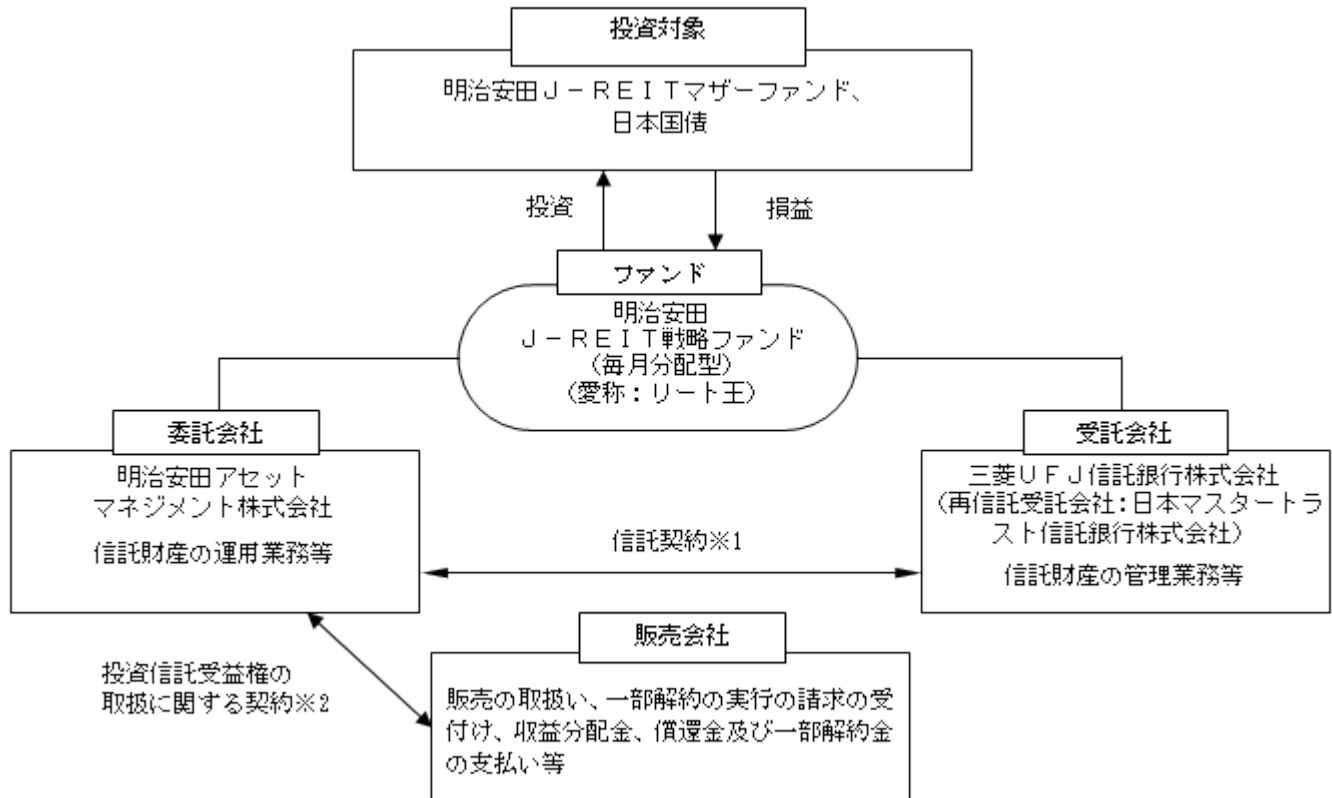 投資対象
明治安田J－REITマザーファンド、
日本国債
投資
損益
ファンド
明治安田
J－REIT戦略ファンド
（毎月分配型）
（愛称：リート王）
委託会社
明治安田アセット
マネジメント株式会社
信託財産の運用業務等
受託会社
三菱UFJ信託銀行株式会社
（再信託受託会社：日本マスタートラ
スト信託銀行株式会社）
信託財産の管理業務等
信託契約※1
投資信託受益権の
取扱に関する契約※2
販売会社
販売の取扱い、一部解約の実行の請求の受
付け、収益分配金、償還金及び一部解約金
の支払い等